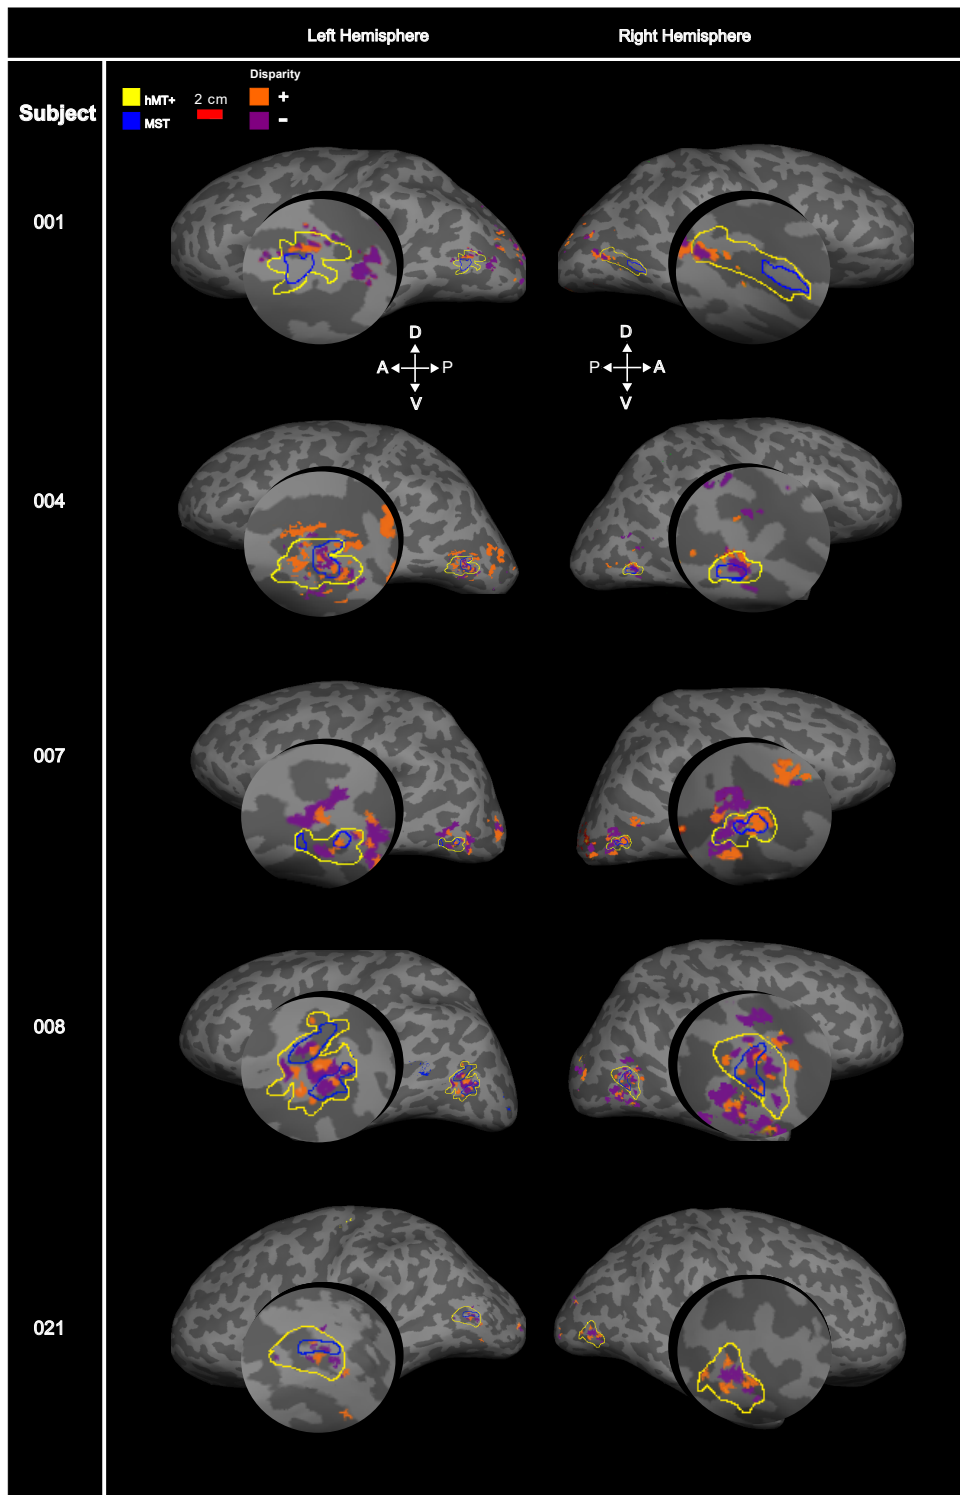 Left Hemisphere Right Hemisphere
Subject
Disparity
hMT+ 2 cm +
MST -
001
D D
A P P A
V V
004
007
008
021